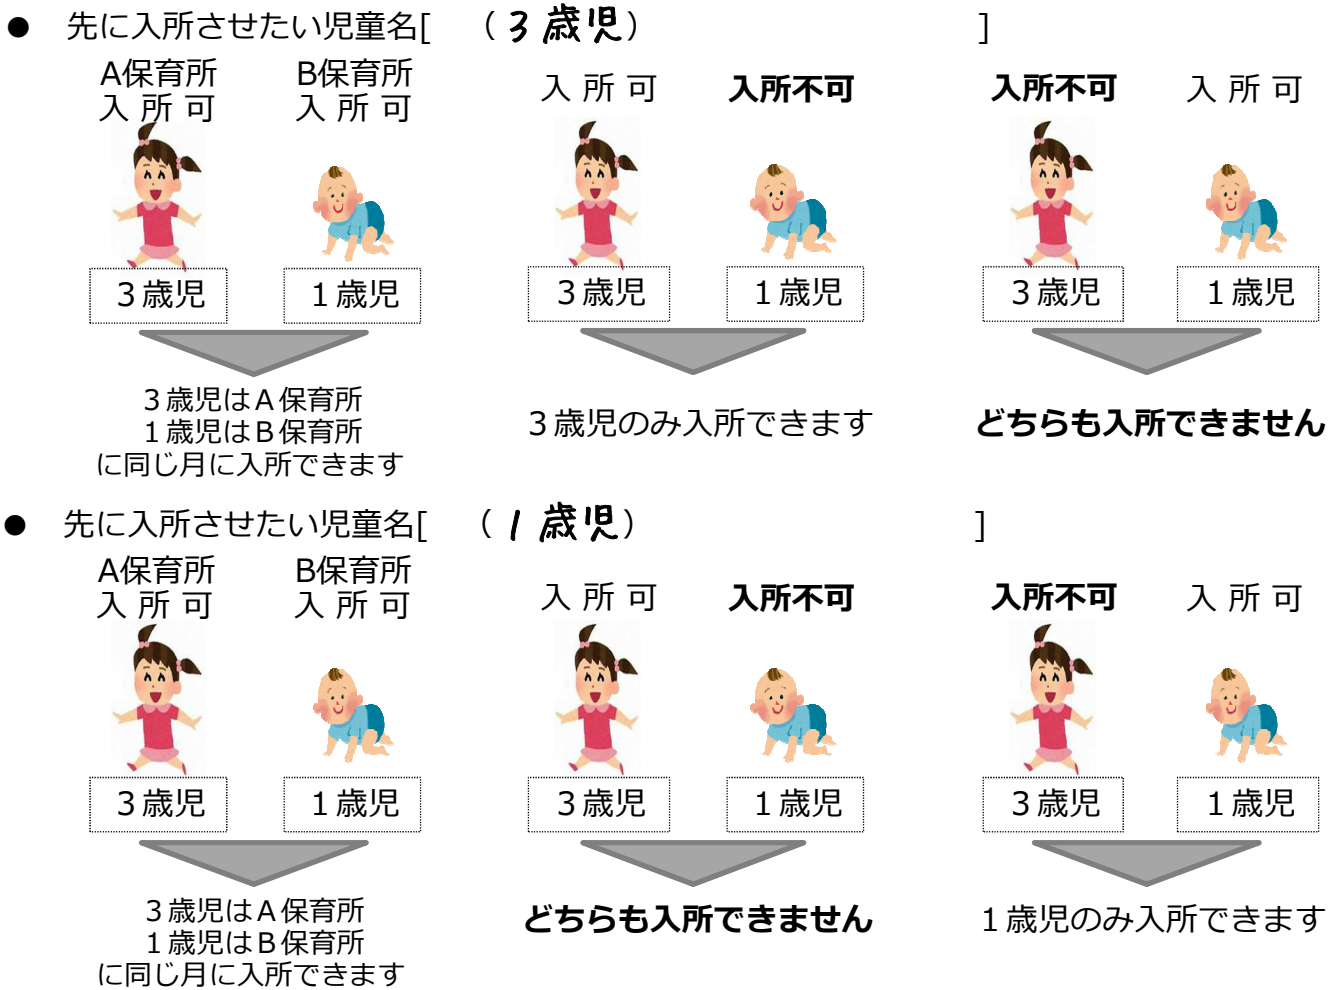 ● 先に入所させたい児童名[ （３歳児） ]
A保育所 B保育所
入 所 可 入 所 可 入 所 可 入所不可 入所不可 入 所 可
３歳児 １歳児 ３歳児 １歳児 ３歳児 １歳児
３歳児はＡ保育所
１歳児はＢ保育所
に同じ月に入所できます
３歳児のみ入所できます
どちらも入所できません
● 先に入所させたい児童名[ （１歳児） ]
A保育所 B保育所
入 所 可 入 所 可 入 所 可 入所不可 入所不可 入 所 可
３歳児 １歳児 ３歳児 １歳児 ３歳児 １歳児
３歳児はＡ保育所
１歳児はＢ保育所
に同じ月に入所できます
どちらも入所できません
１歳児のみ入所できます